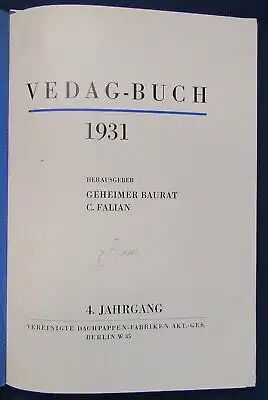 VEDAG-BUCH
1931
HERAUSGEBER
GEHEIMER BAURAT
C. FALIAN
4. JAHRGANG
VEREINIGTE DACHPAPPEN-FABRIKEN AKT.-GES.
BERLIN W 35